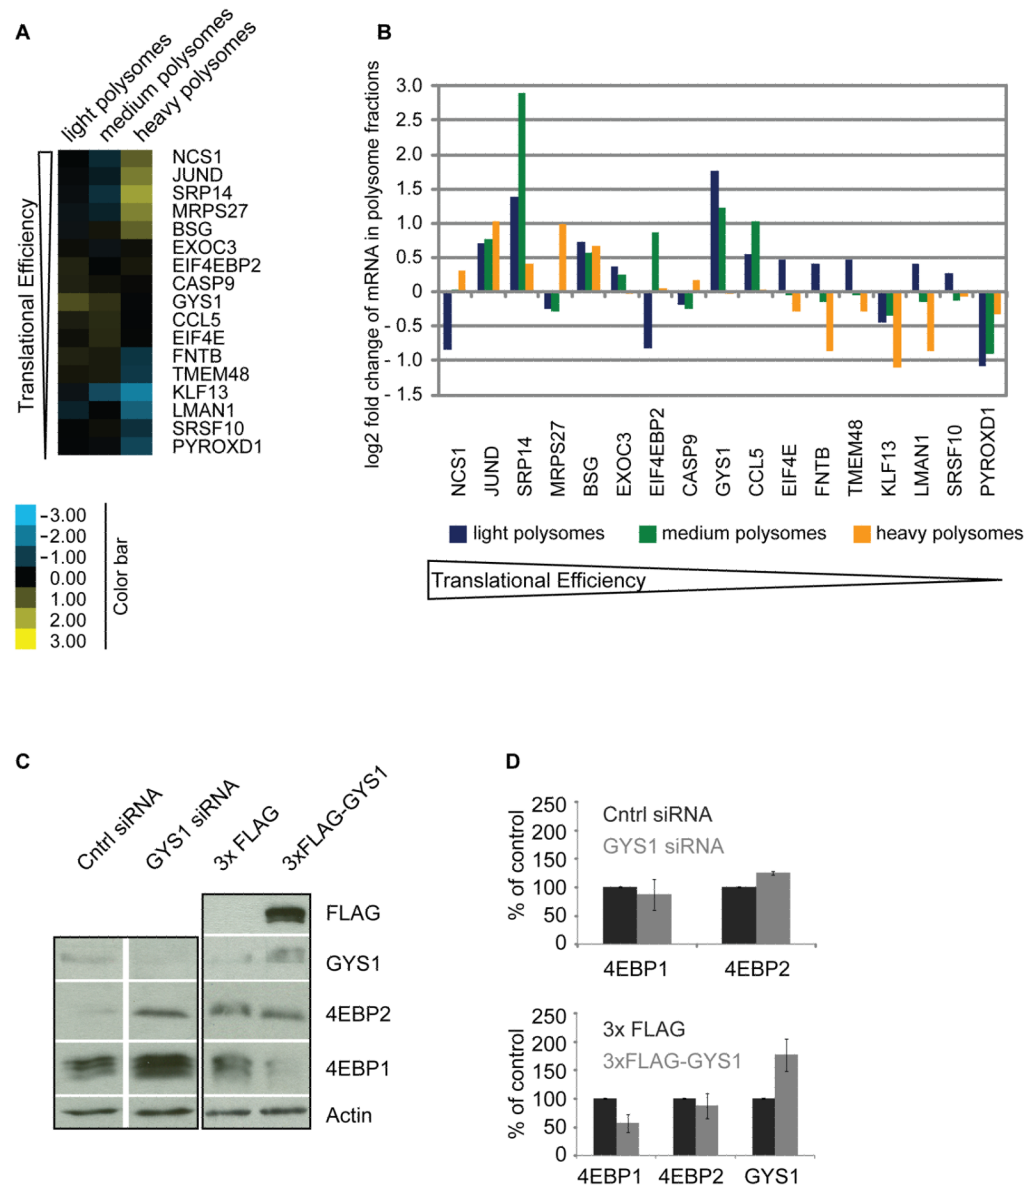 A
light polysomes
medium polysomes
heavy polysomes
Translational Efficiency
NCS1
JUND
SRP14
MRPS27
BSG
EXOC3
EIF4EBP2
CASP9
GYS1
CCL5
EIF4E
FNTB
TMEM48
KLF13
LMAN1
SRSF10
PYROXD1
-3.00
-2.00
-1.00
0.00
1.00
2.00
3.00
Color bar
B
log2 fold change of mRNA in polysome fractions
3.0
2.5
2.0
1.5
1.0
0.5
0
- 0.5
- 1.0
- 1.5
NCS1
JUND
SRP14
MRPS27
BSG
EXOC3
EIF4EBP2
CASP9
GYS1
CCL5
EIF4E
FNTB
TMEM48
KLF13
LMAN1
SRSF10
PYROXD1
light polysomes
medium polysomes
heavy polysomes
Translational Efficiency
C
Cntrl siRNA
GYS1 siRNA
3x FLAG
3xFLAG-GYS1
FLAG
GYS1
4EBP2
4EBP1
Actin
D
% of control
250
200
150
100
50
0
Cntrl siRNA
GYS1 siRNA
4EBP1
4EBP2
% of control
250
200
150
100
50
0
3x FLAG
3xFLAG-GYS1
4EBP1
4EBP2
GYS1